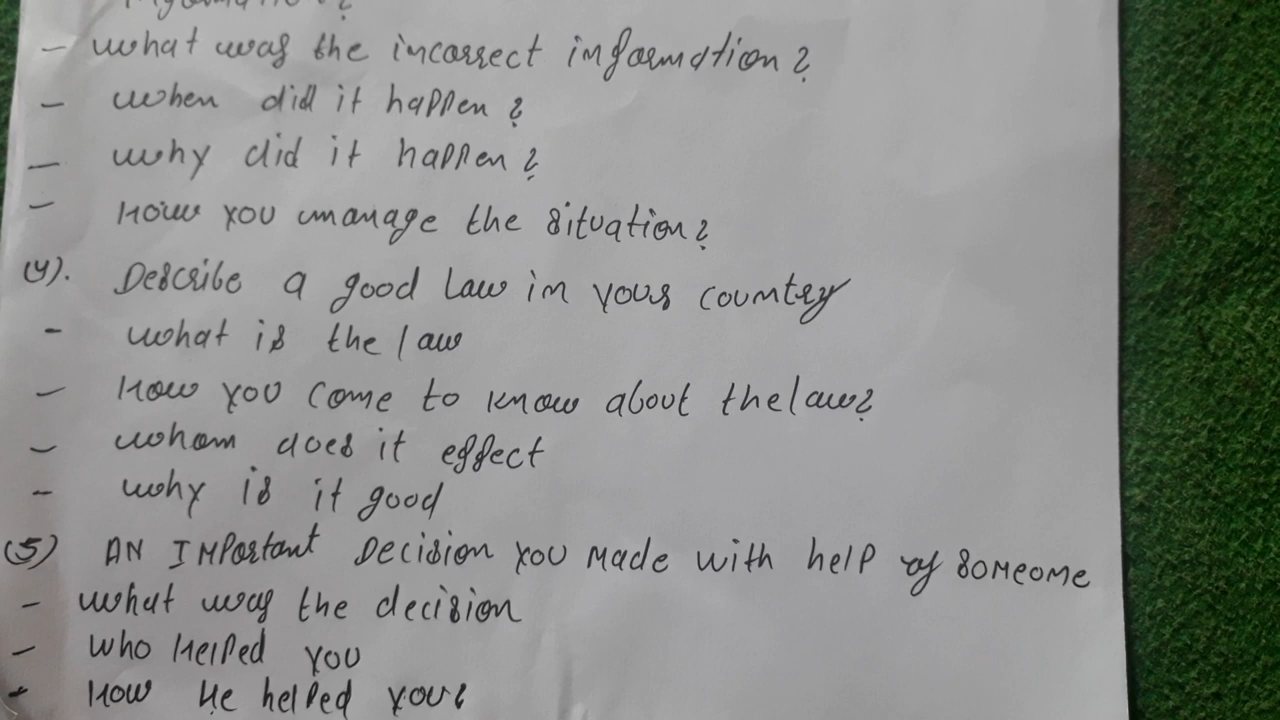 - what was the incorrect information?
- when did it happen?
- why did it happen?
- How you manage the situation?
(4). Describe a good law in your country
- what is the law
- How you come to know about the law?
- whom does it effect
- why is it good
(5) AN IMPortant Decision you Made with help of someone
- what was the decision
- who Helped you
- How He helped you?